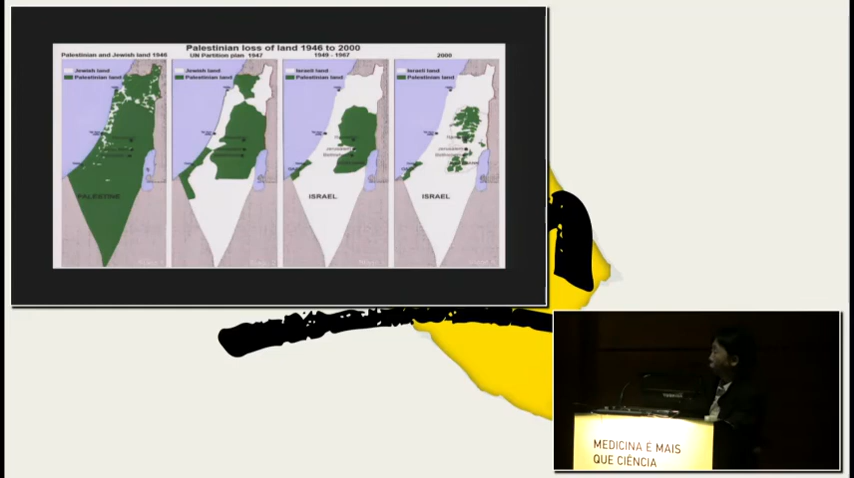 Palestinian loss of land 1946 to 2000
Palestinian and Jewish land 1946
UN Partition plan 1947
1949 - 1967
2000
Jewish land
Palestinian land
Jewish land
Palestinian land
Israeli land
Palestinian land
Israeli land
Palestinian land
PALESTINE
ISRAEL
ISRAEL
MEDICINA É MAIS
QUE CIÊNCIA